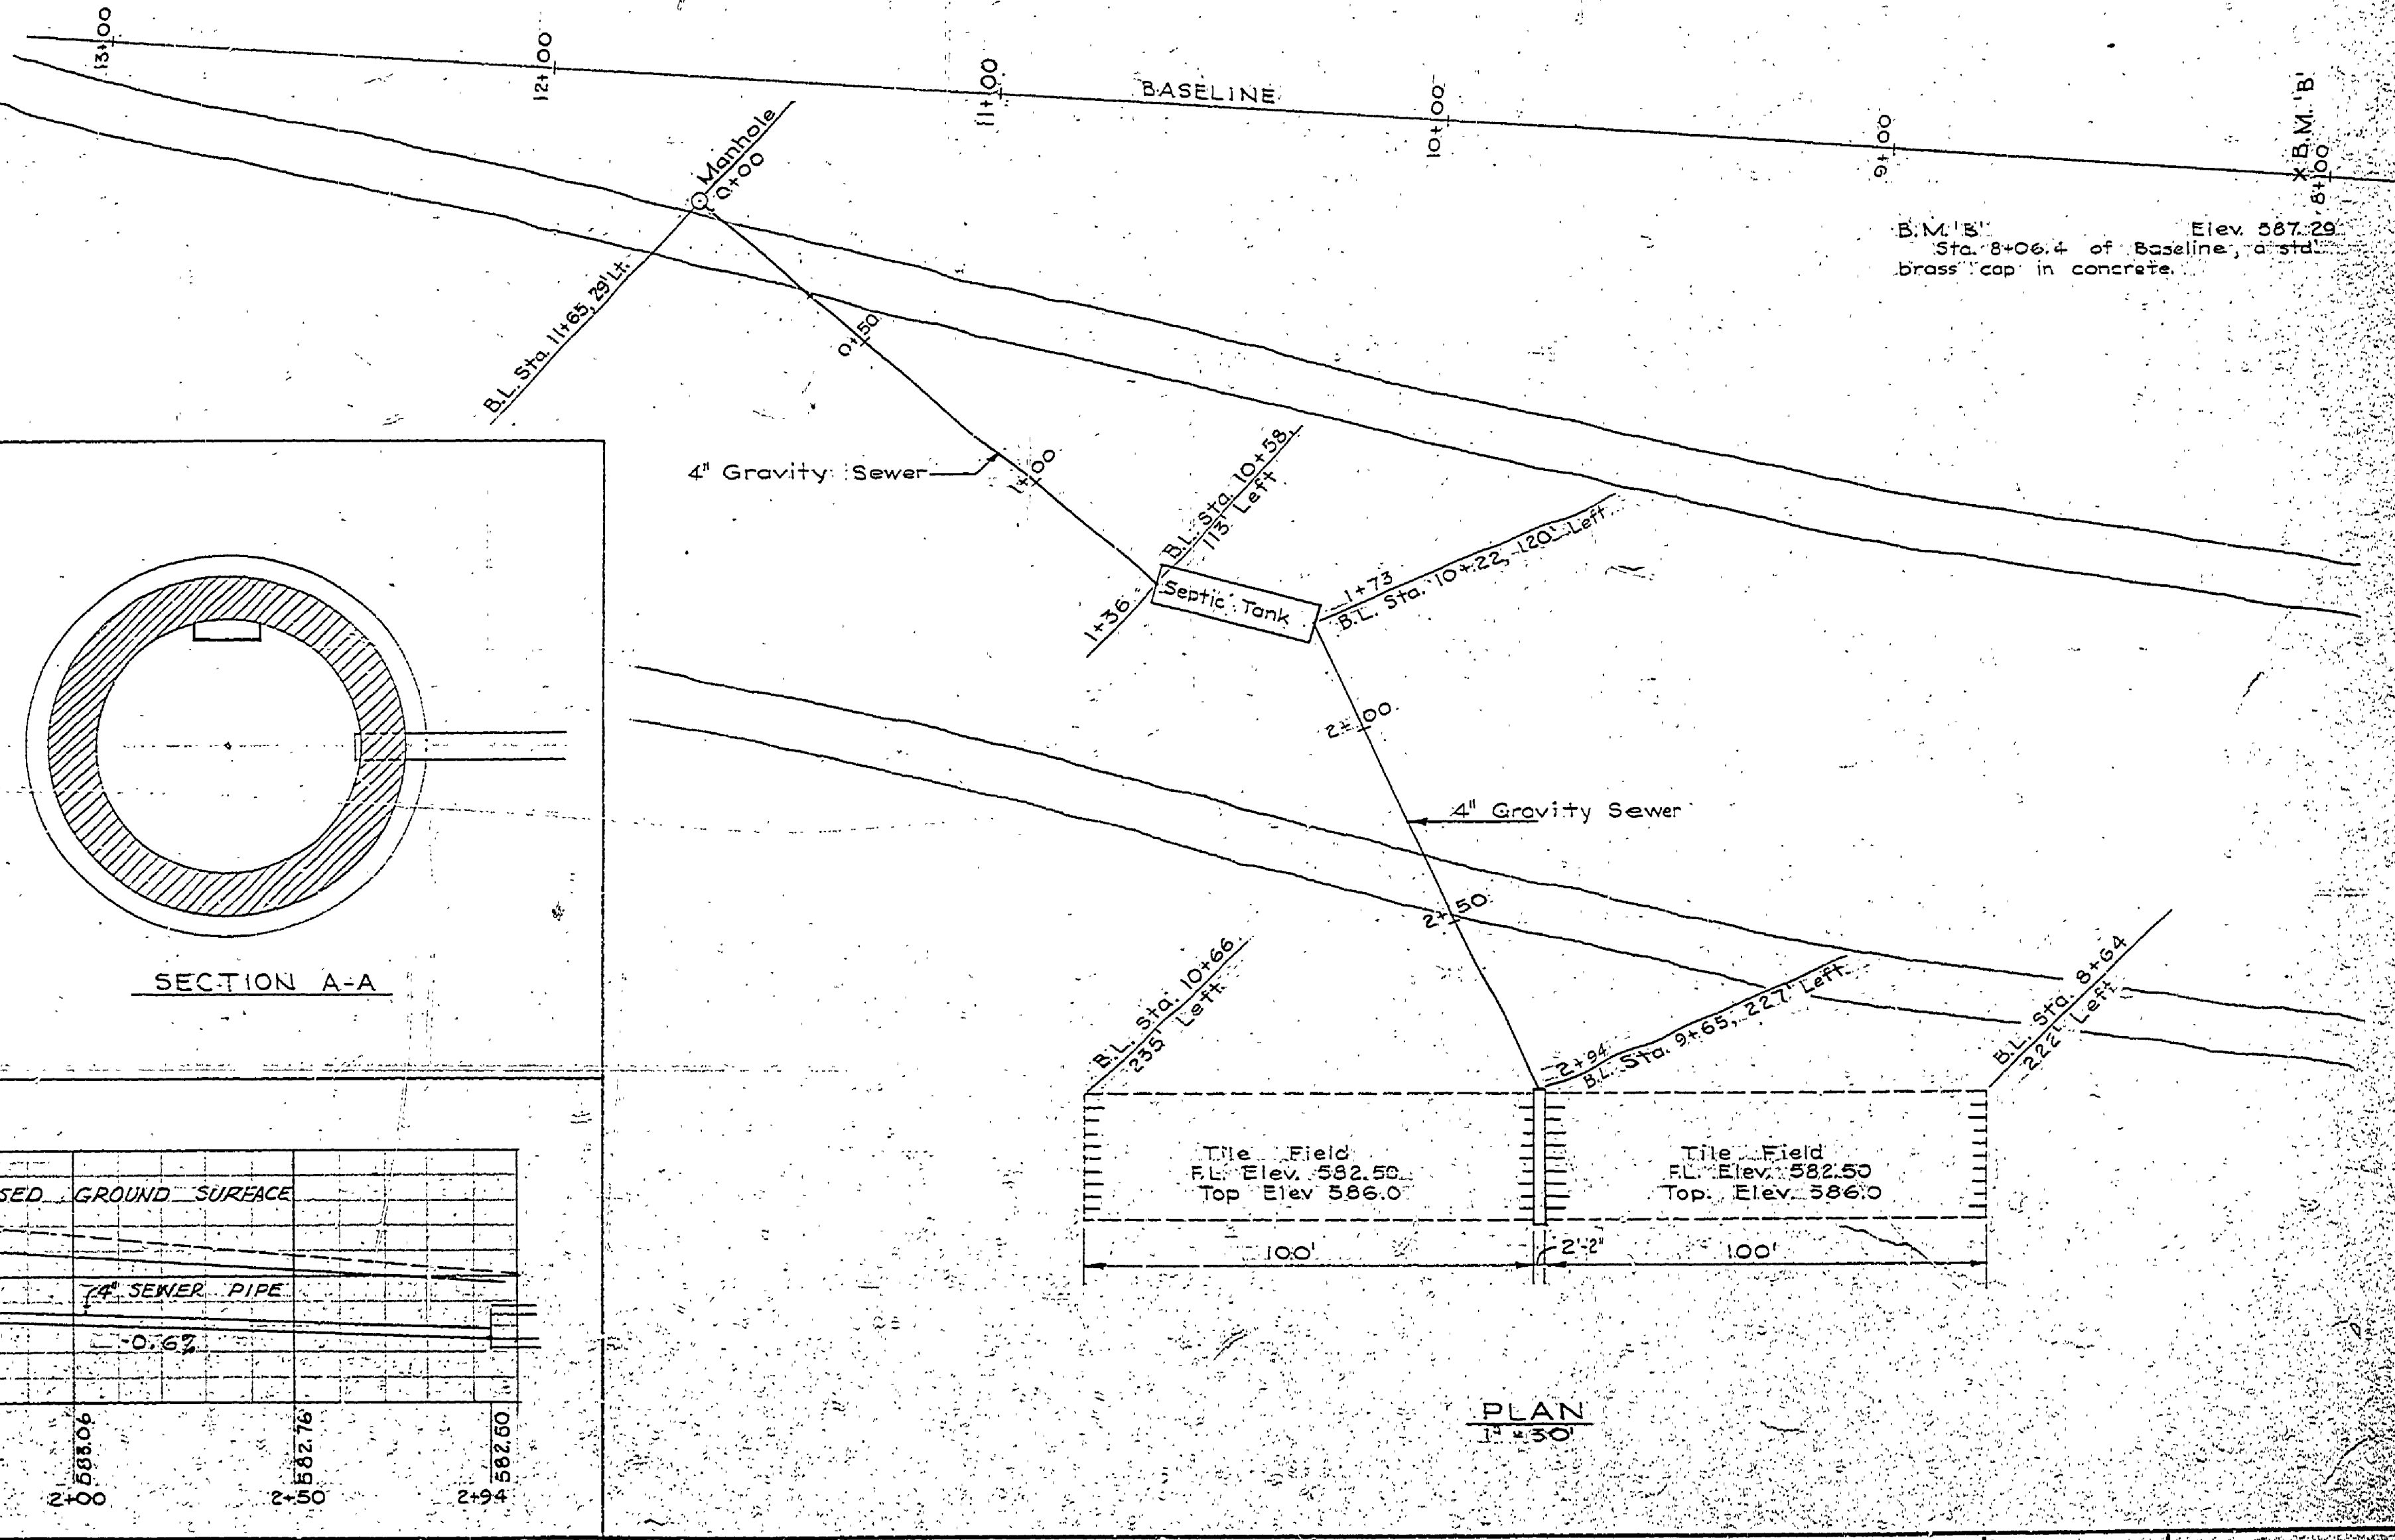 13+00
12+00
11+00
BASELINE
10+00
9+00
8+00
B.M. 'B'
Manhole
0+00
B.L. Sta. 11+65, 29' Lt.
B.M. 'B' Elev. 587.29
Sta. 8+06.4 of Baseline, a std.
brass cap in concrete.
0+50
4" Gravity Sewer
1+00
B.L. Sta. 10+58,
113' Left
1+36
Septic Tank
1+73
B.L. Sta. 10+22, 120' Left
2+00
4" Gravity Sewer
2+50
SECTION A-A
B.L. Sta. 10+66
235' Left
2+94
B.L. Sta. 9+65, 227' Left
B.L. Sta. 8+64
222' Left
Tile Field
F.L. Elev. 582.50
Top Elev 586.0
Tile Field
F.L. Elev. 582.50
Top. Elev. 586.0
100'
2'-2"
100'
SED GROUND SURFACE
4" SEWER PIPE
-0.6%
583.06
582.76
582.50
2+00
2+50
2+94
PLAN
1" = 30'